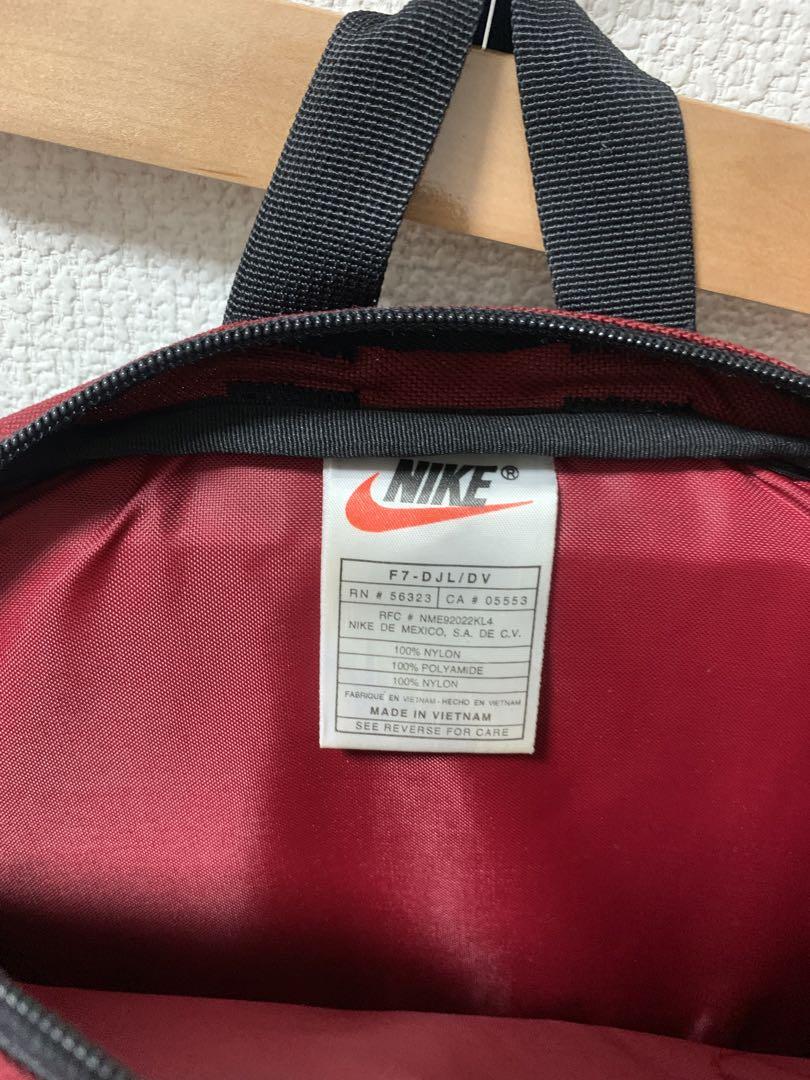 NIKE®
F7-DJL/DV
RN # 56323 CA # 05553
RFC # NME92022KL4
NIKE DE MEXICO, S.A. DE C.V.
100% NYLON
100% POLYAMIDE
100% NYLON
FABRIQUÉ EN VIETNAM - HECHO EN VIETNAM
MADE IN VIETNAM
SEE REVERSE FOR CARE